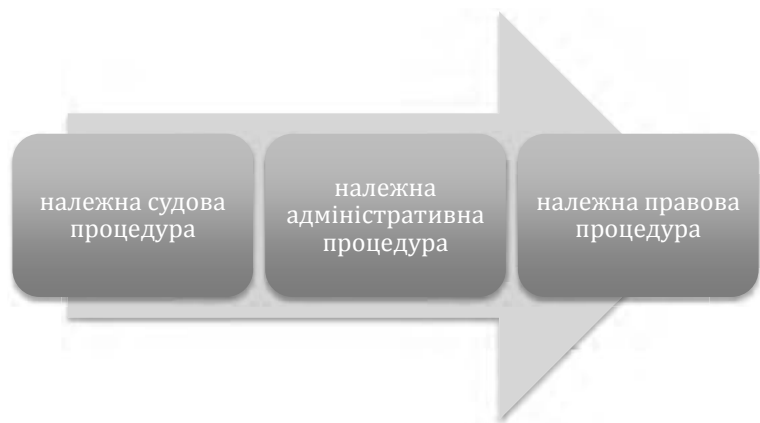 належна судова
процедура
належна
адміністративна
процедура
належна правова
процедура